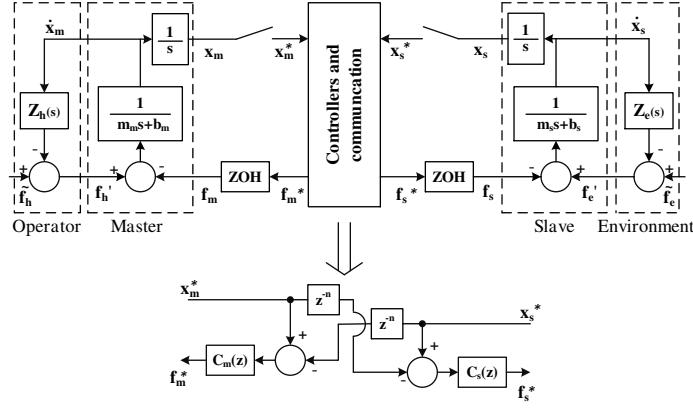 ẋₘ
1/s
xₘ
xₘ*
Controllers and communcation
xₛ*
xₛ
1/s
ẋₛ
Zₕ(s)
1/(mₘs+bₘ)
1/(mₛs+bₛ)
Zₑ(s)
-
+
+
-
-
+
-
+
ZOH
ZOH
f̃ₕ
fₕ'
fₘ
fₘ*
fₛ*
fₛ
fₑ'
f̃ₑ
Operator
Master
Slave
Environment
xₘ*
z⁻ⁿ
z⁻ⁿ
xₛ*
+
+
Cₘ(z)
-
-
Cₛ(z)
fₘ*
fₛ*